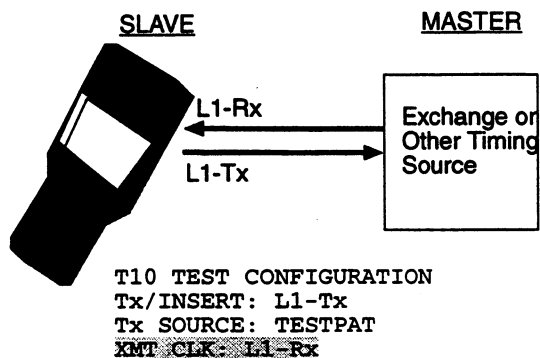 SLAVE
MASTER
L1-Rx
Exchange or
Other Timing
Source
L1-Tx
T10 TEST CONFIGURATION
Tx/INSERT: L1-Tx
Tx SOURCE: TESTPAT
XMT CLK: L1-Rx